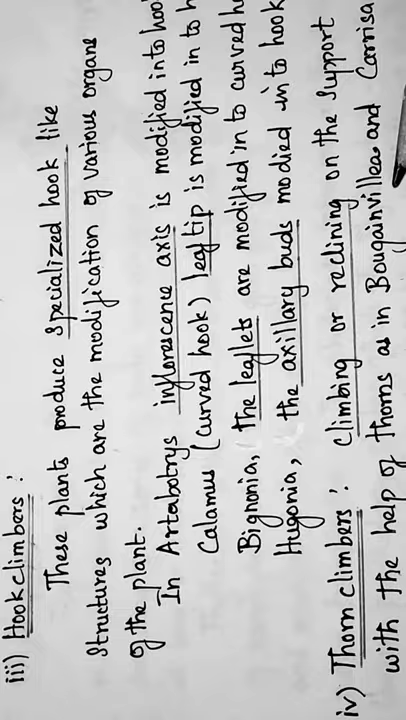 iii) Hook climbers:
These plants produce specialized hook like
structures which are the modification of various organs
of the plant.
In Artabotrys inflorescence axis is modified into hoo
Calamus (curved hook) leaf tip is modified in to h
Bignonia, the leaflets are modified in to curved h
Hugonia, the axillary buds modied into hook
iv) Thorn climbers: Climbing or reclining on the Support
with the help of thorns as in Bougainvillea and Carrisa